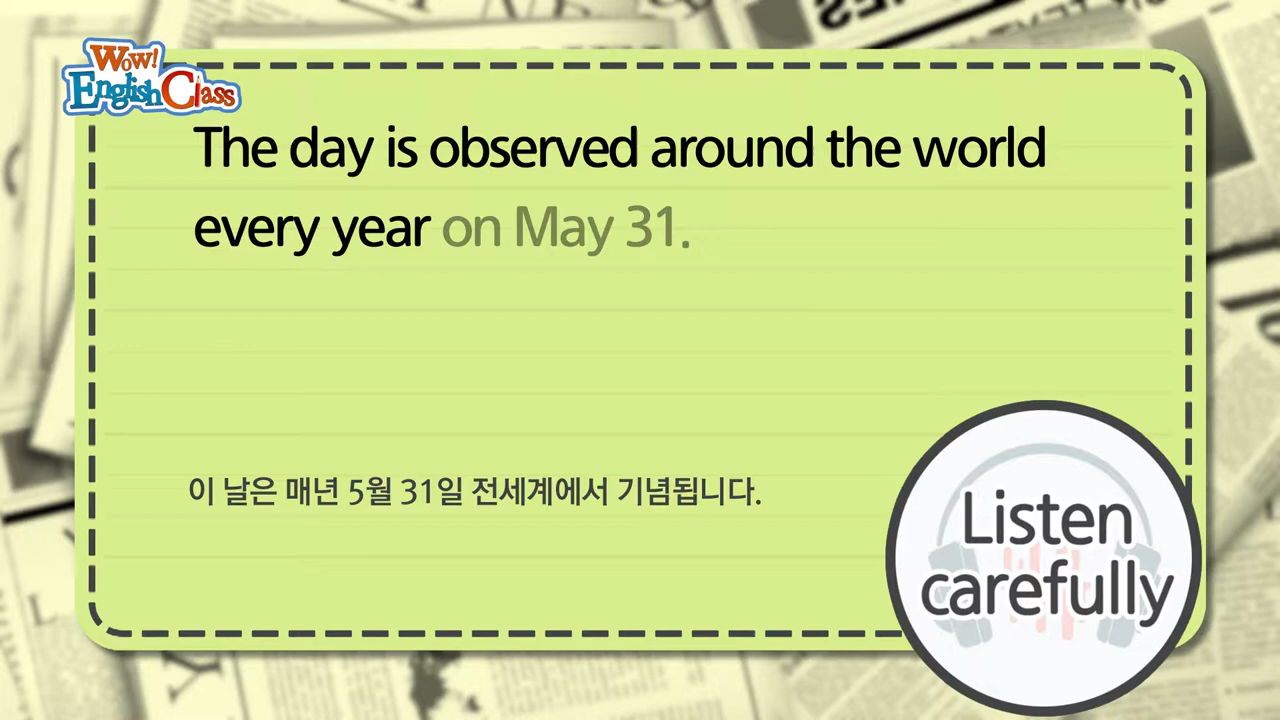 Wow!
English Class
The day is observed around the world
every year on May 31.
이 날은 매년 5월 31일 전세계에서 기념됩니다.
Listen
carefully